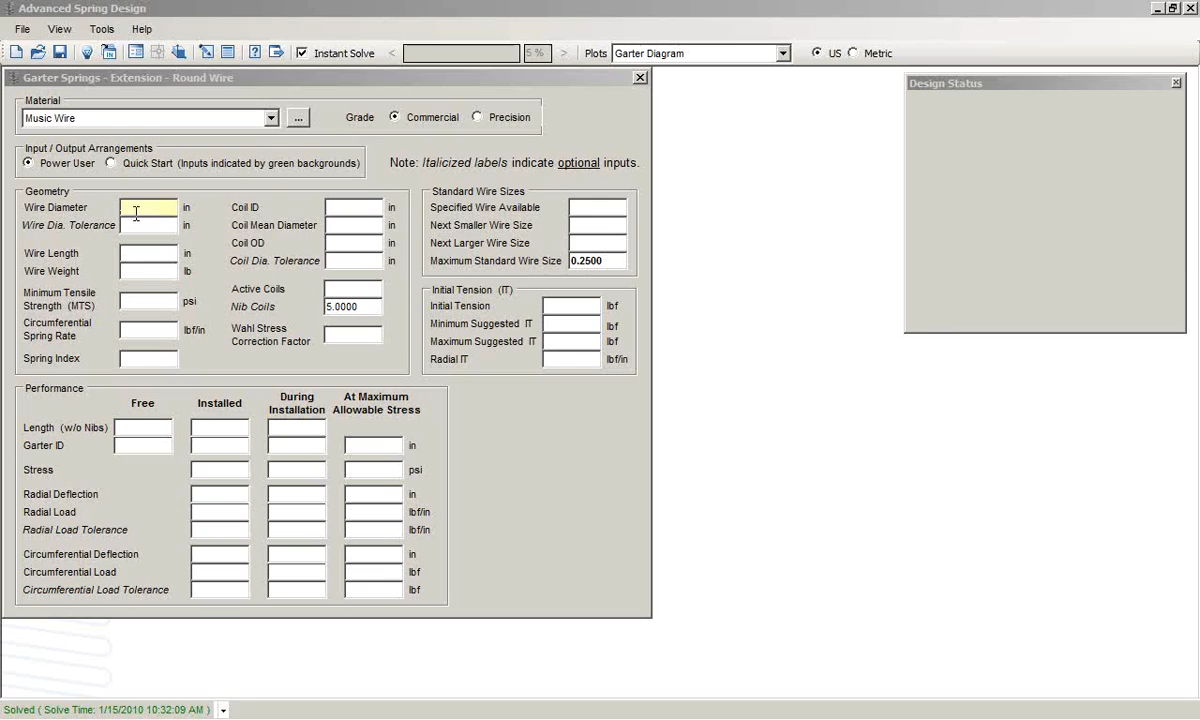 Advanced Spring Design
File View Tools Help
Instant Solve < 5 % > Plots Garter Diagram US Metric
Garter Springs - Extension - Round Wire
Design Status
Material
Music Wire ... Grade Commercial Precision
Input / Output Arrangements
Power User Quick Start (Inputs indicated by green backgrounds)
Note: Italicized labels indicate optional inputs.
Geometry
Wire Diameter in Coil ID in
Wire Dia. Tolerance in Coil Mean Diameter in
Coil OD in
Wire Length in Coil Dia. Tolerance in
Wire Weight lb
Active Coils
Minimum Tensile
Strength (MTS) psi Nib Coils 5.0000
Circumferential
Spring Rate lbf/in Wahl Stress
Correction Factor
Spring Index
Standard Wire Sizes
Specified Wire Available
Next Smaller Wire Size
Next Larger Wire Size
Maximum Standard Wire Size 0.2500
Initial Tension (IT)
Initial Tension lbf
Minimum Suggested IT lbf
Maximum Suggested IT lbf
Radial IT lbf/in
Performance
Free Installed During
Installation At Maximum
Allowable Stress
Length (w/o Nibs)
Garter ID in
Stress psi
Radial Deflection in
Radial Load lbf/in
Radial Load Tolerance lbf/in
Circumferential Deflection in
Circumferential Load lbf
Circumferential Load Tolerance lbf
Solved ( Solve Time: 1/15/2010 10:32:09 AM )